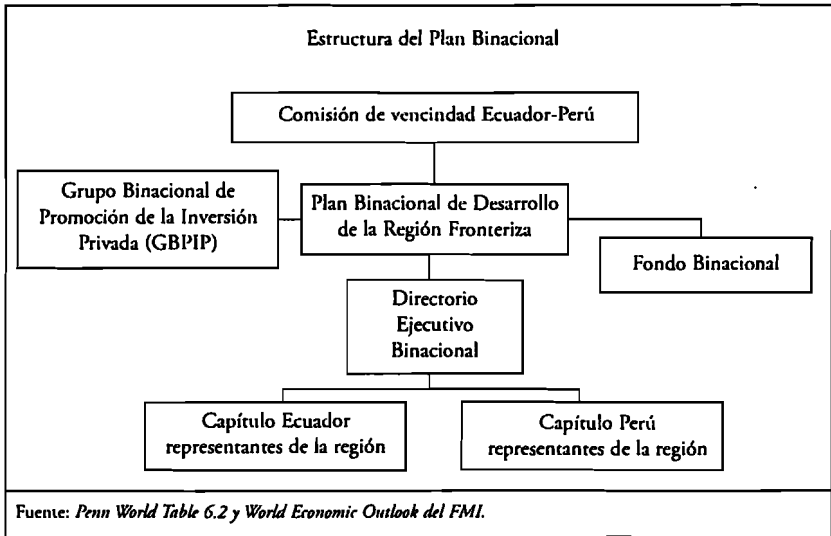 Estructura del Plan Binacional
Comisión de vencindad Ecuador-Perú
Grupo Binacional de
Promoción de la Inversión
Privada (GBPIP)
Plan Binacional de Desarrollo
de la Región Fronteriza
Fondo Binacional
Directorio
Ejecutivo
Binacional
Capítulo Ecuador
representantes de la región
Capítulo Perú
representantes de la región
Fuente: Penn World Table 6.2 y World Economic Outlook del FMI.